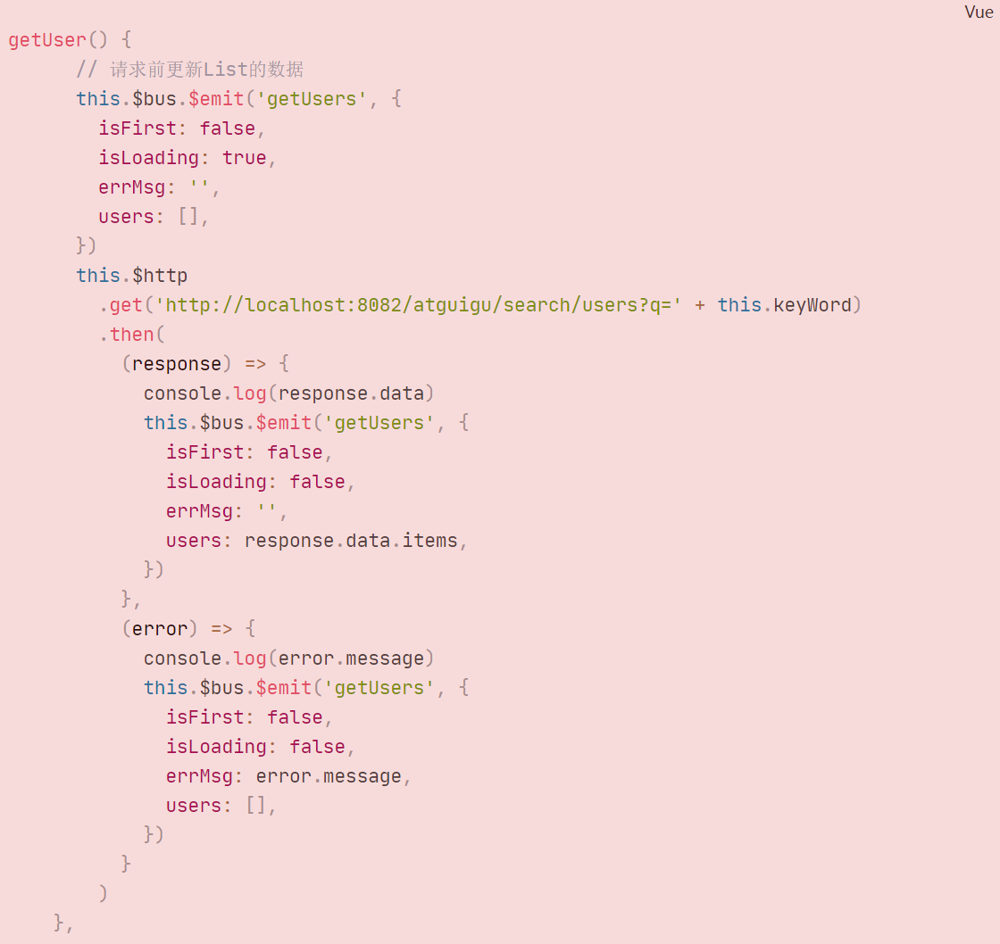 Vue
getUser() {
      // 请求前更新List的数据
      this.$bus.$emit('getUsers', {
        isFirst: false,
        isLoading: true,
        errMsg: '',
        users: [],
      })
      this.$http
        .get('http://localhost:8082/atguigu/search/users?q=' + this.keyWord)
        .then(
          (response) => {
            console.log(response.data)
            this.$bus.$emit('getUsers', {
              isFirst: false,
              isLoading: false,
              errMsg: '',
              users: response.data.items,
            })
          },
          (error) => {
            console.log(error.message)
            this.$bus.$emit('getUsers', {
              isFirst: false,
              isLoading: false,
              errMsg: error.message,
              users: [],
            })
          }
        )
    },